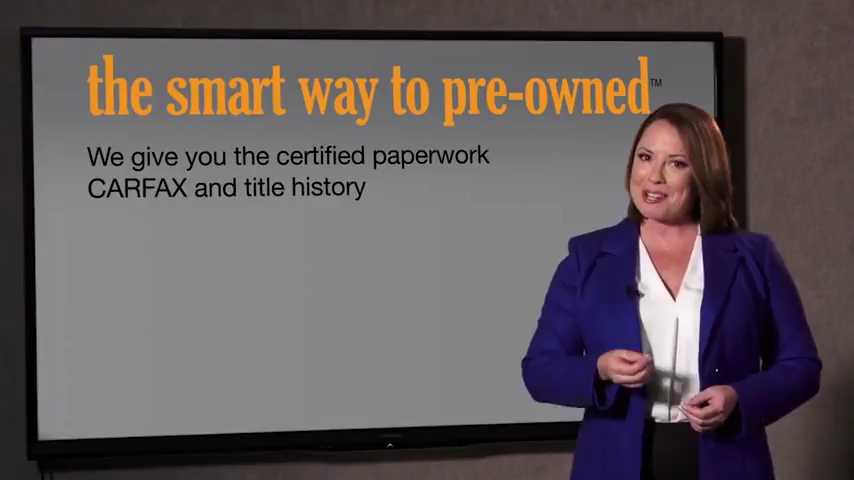 the smart way to pre-owned™
We give you the certified paperwork
CARFAX and title history